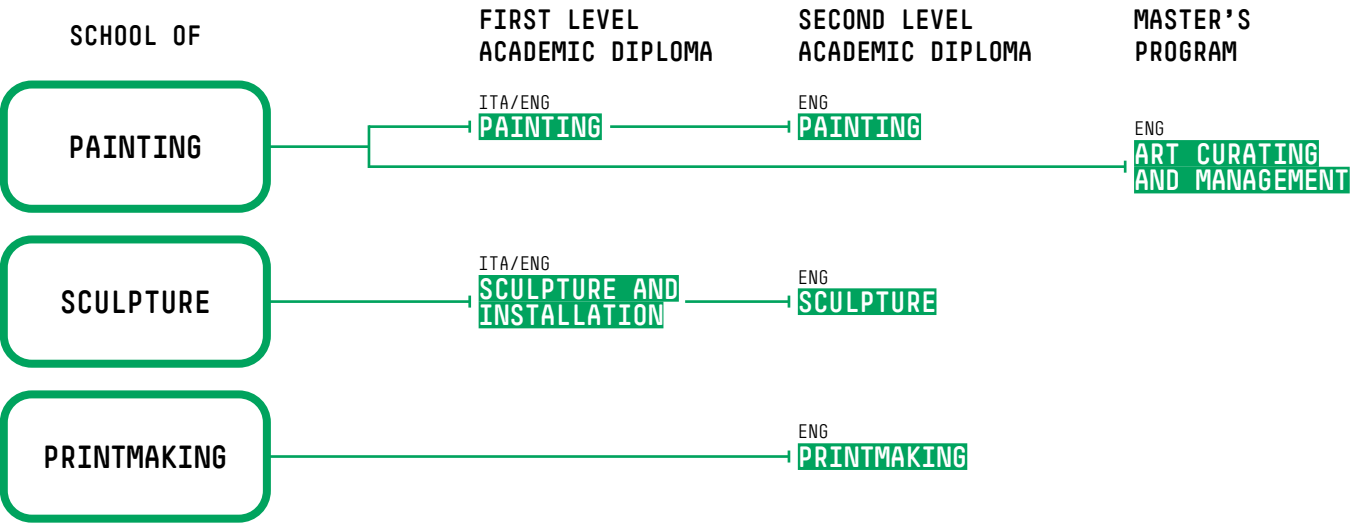 SCHOOL OF
FIRST LEVEL
ACADEMIC DIPLOMA
SECOND LEVEL
ACADEMIC DIPLOMA
MASTER’S
PROGRAM
PAINTING
ITA/ENG
PAINTING
ENG
PAINTING
ENG
ART CURATING
AND MANAGEMENT
SCULPTURE
ITA/ENG
SCULPTURE AND
INSTALLATION
ENG
SCULPTURE
PRINTMAKING
ENG
PRINTMAKING